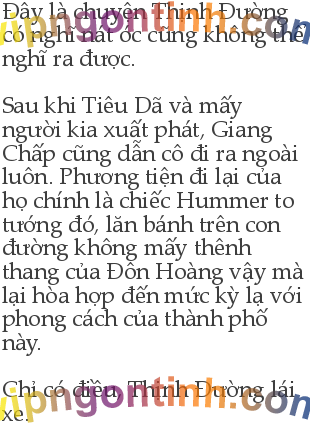 Đây là chuyện Thịnh Đường
có nghĩ nát óc cũng không thể
nghĩ ra được.
Sau khi Tiêu Dã và mấy
người kia xuất phát, Giang
Chấp cũng dẫn cô đi ra ngoài
luôn. Phương tiện đi lại của
họ chính là chiếc Hummer to
tướng đó, lăn bánh trên con
đường không mấy thênh
thang của Đôn Hoàng vậy mà
lại hòa hợp đến mức kỳ lạ với
phong cách của thành phố
này.
Chỉ có điều, Thịnh Đường lái
xe.
vipngontinh.com
vipngontinh.com